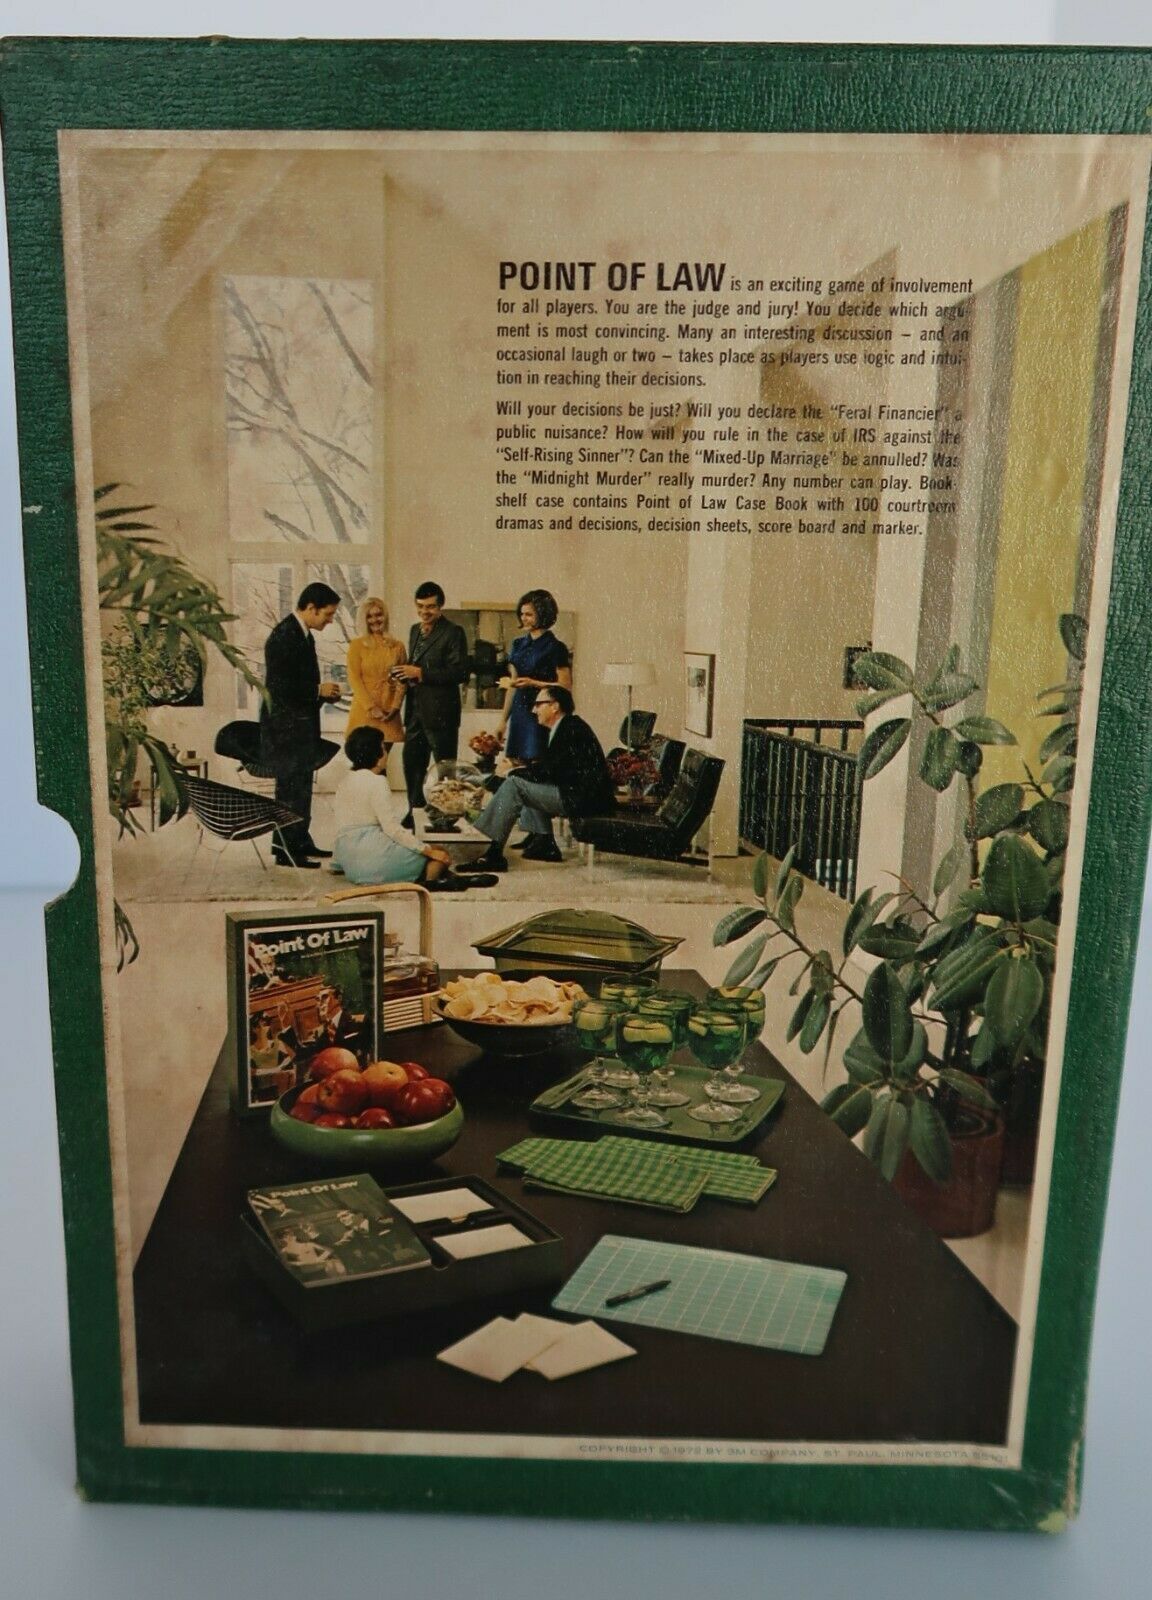 POINT OF LAW is an exciting game of involvement
for all players. You are the judge and jury! You decide which argu-
ment is most convincing. Many an interesting discussion – and an
occasional laugh or two – takes place as players use logic and intui-
tion in reaching their decisions.
Will your decisions be just? Will you declare the "Feral Financier" a
public nuisance? How will you rule in the case of IRS against the
"Self-Rising Sinner"? Can the "Mixed-Up Marriage" be annulled? Was
the "Midnight Murder" really murder? Any number can play. Book-
shelf case contains Point of Law Case Book with 100 courtroom
dramas and decisions, decision sheets, score board and marker.
Point Of Law
Point Of Law
COPYRIGHT © 1972 BY 3M COMPANY, ST. PAUL, MINNESOTA 55101